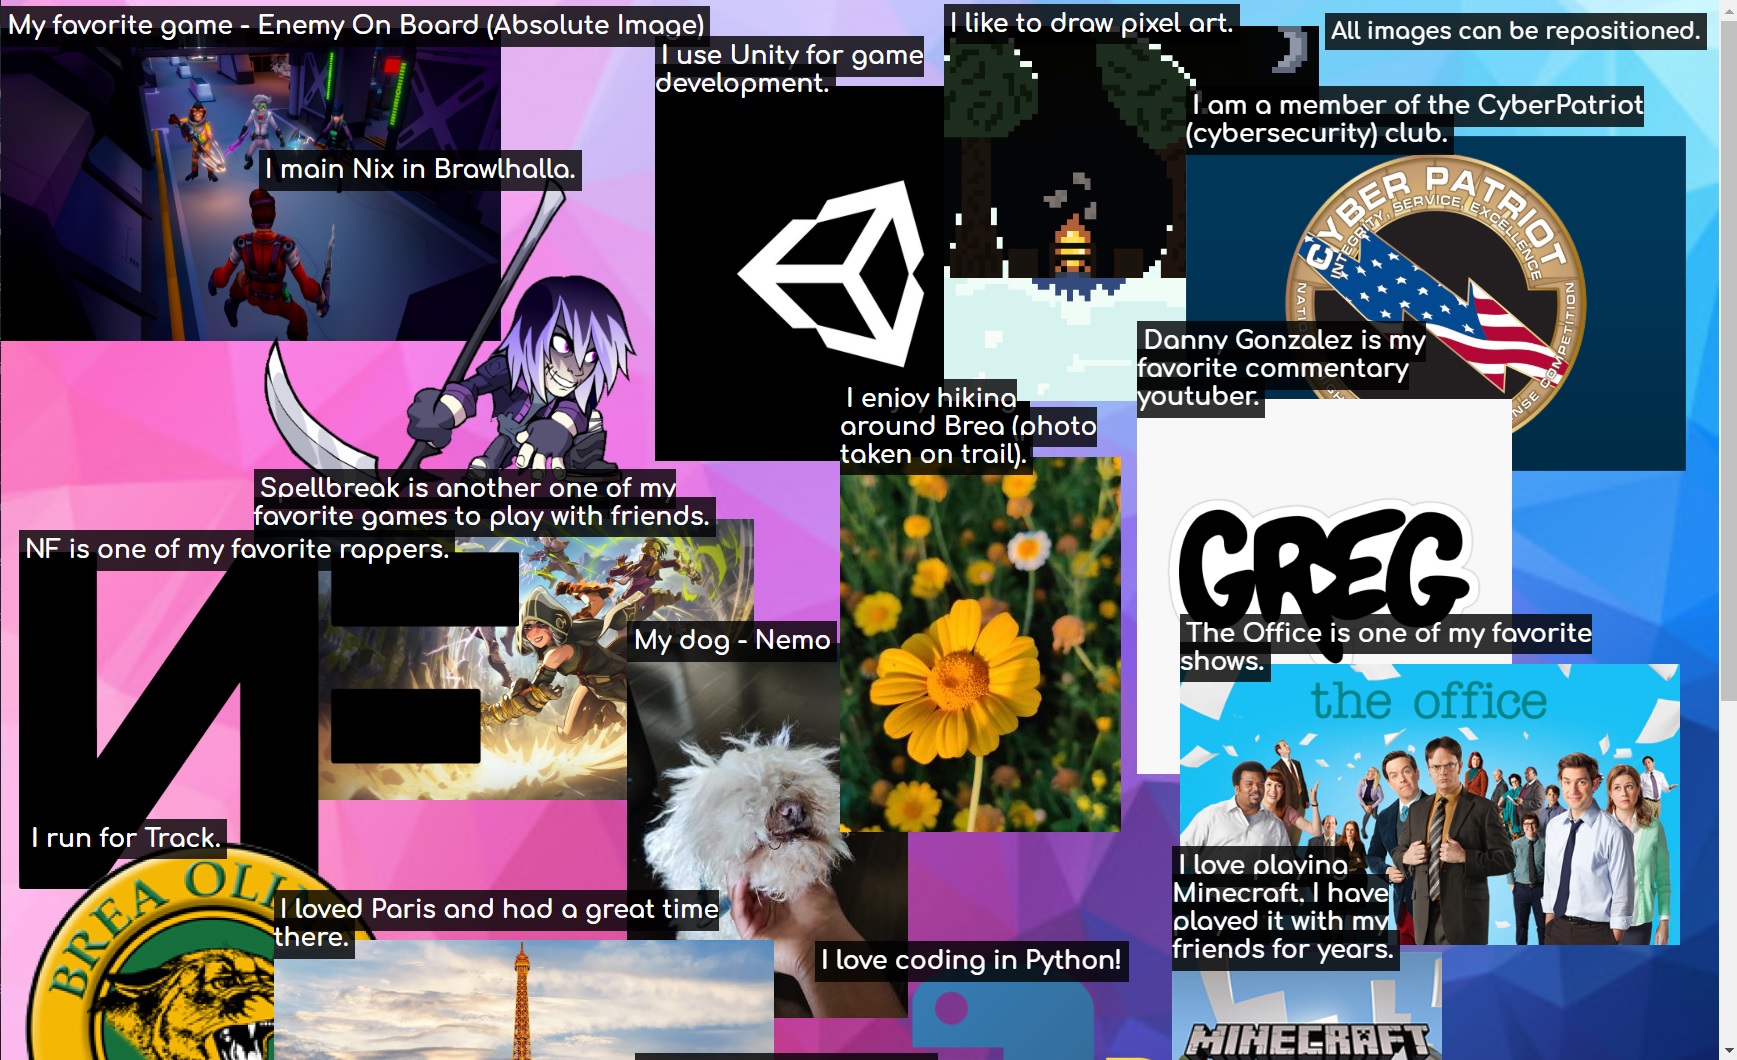 My favorite game - Enemy On Board (Absolute Image)
I like to draw pixel art.
All images can be repositioned.
I use Unity for game
development.
I am a member of the CyberPatriot
(cybersecurity) club.
CYBER PATRIOT
INTEGRITY, SERVICE, EXCELLENCE
COMPETITION
I main Nix in Brawlhalla.
Danny Gonzalez is my
favorite commentary
youtuber.
I enjoy hiking
around Brea (photo
taken on trail).
Spellbreak is another one of my
favorite games to play with friends.
NF is one of my favorite rappers.
NF
GREG
My dog - Nemo
The Office is one of my favorite
shows.
the office
I run for Track.
BREA OLI
I love playing
Minecraft. I have
played it with my
friends for years.
I loved Paris and had a great time
there.
I love coding in Python!
MINECRAFT